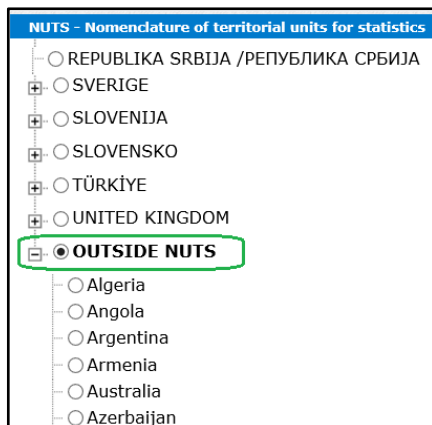 NUTS - Nomenclature of territorial units for statistics
REPUBLIKA SRBIJA /РЕПУБЛИКА СРБИЈА
SVERIGE
SLOVENIJA
SLOVENSKO
TÜRKİYE
UNITED KINGDOM
OUTSIDE NUTS
Algeria
Angola
Argentina
Armenia
Australia
Azerbaijan